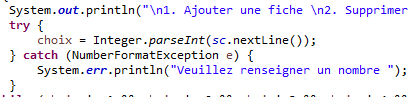 System.out.println("\n1. Ajouter une fiche \n2. Supprimer
try {
choix = Integer.parseInt(sc.nextLine());
} catch (NumberFormatException e) {
System.err.println("Veuillez renseigner un nombre ");
}